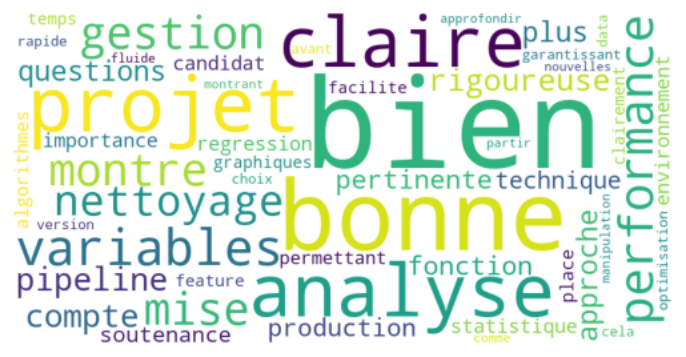 temps
rapide
fluide
gestion
avant
claire
approfondir
plus
garantissant
nouvelles
data
questions
candidat
montrant
facilite
rigoureuse
projet
bien
performance
clairement
environnement
algorithmes
importance
regression
graphiques
choix
partir
montre
pertinente
technique
nettoyage
bonne
version
variables
permettant
fonction
approche
place
manipulation
optimisation
pipeline
feature
analyse
compte
mise
production
statistique
cela
soutenance
comme